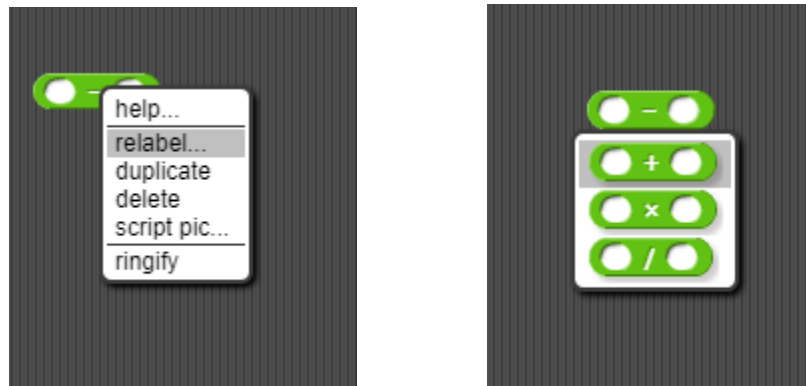 −
help...
relabel...
duplicate
delete
script pic...
ringify
−
+
×
/